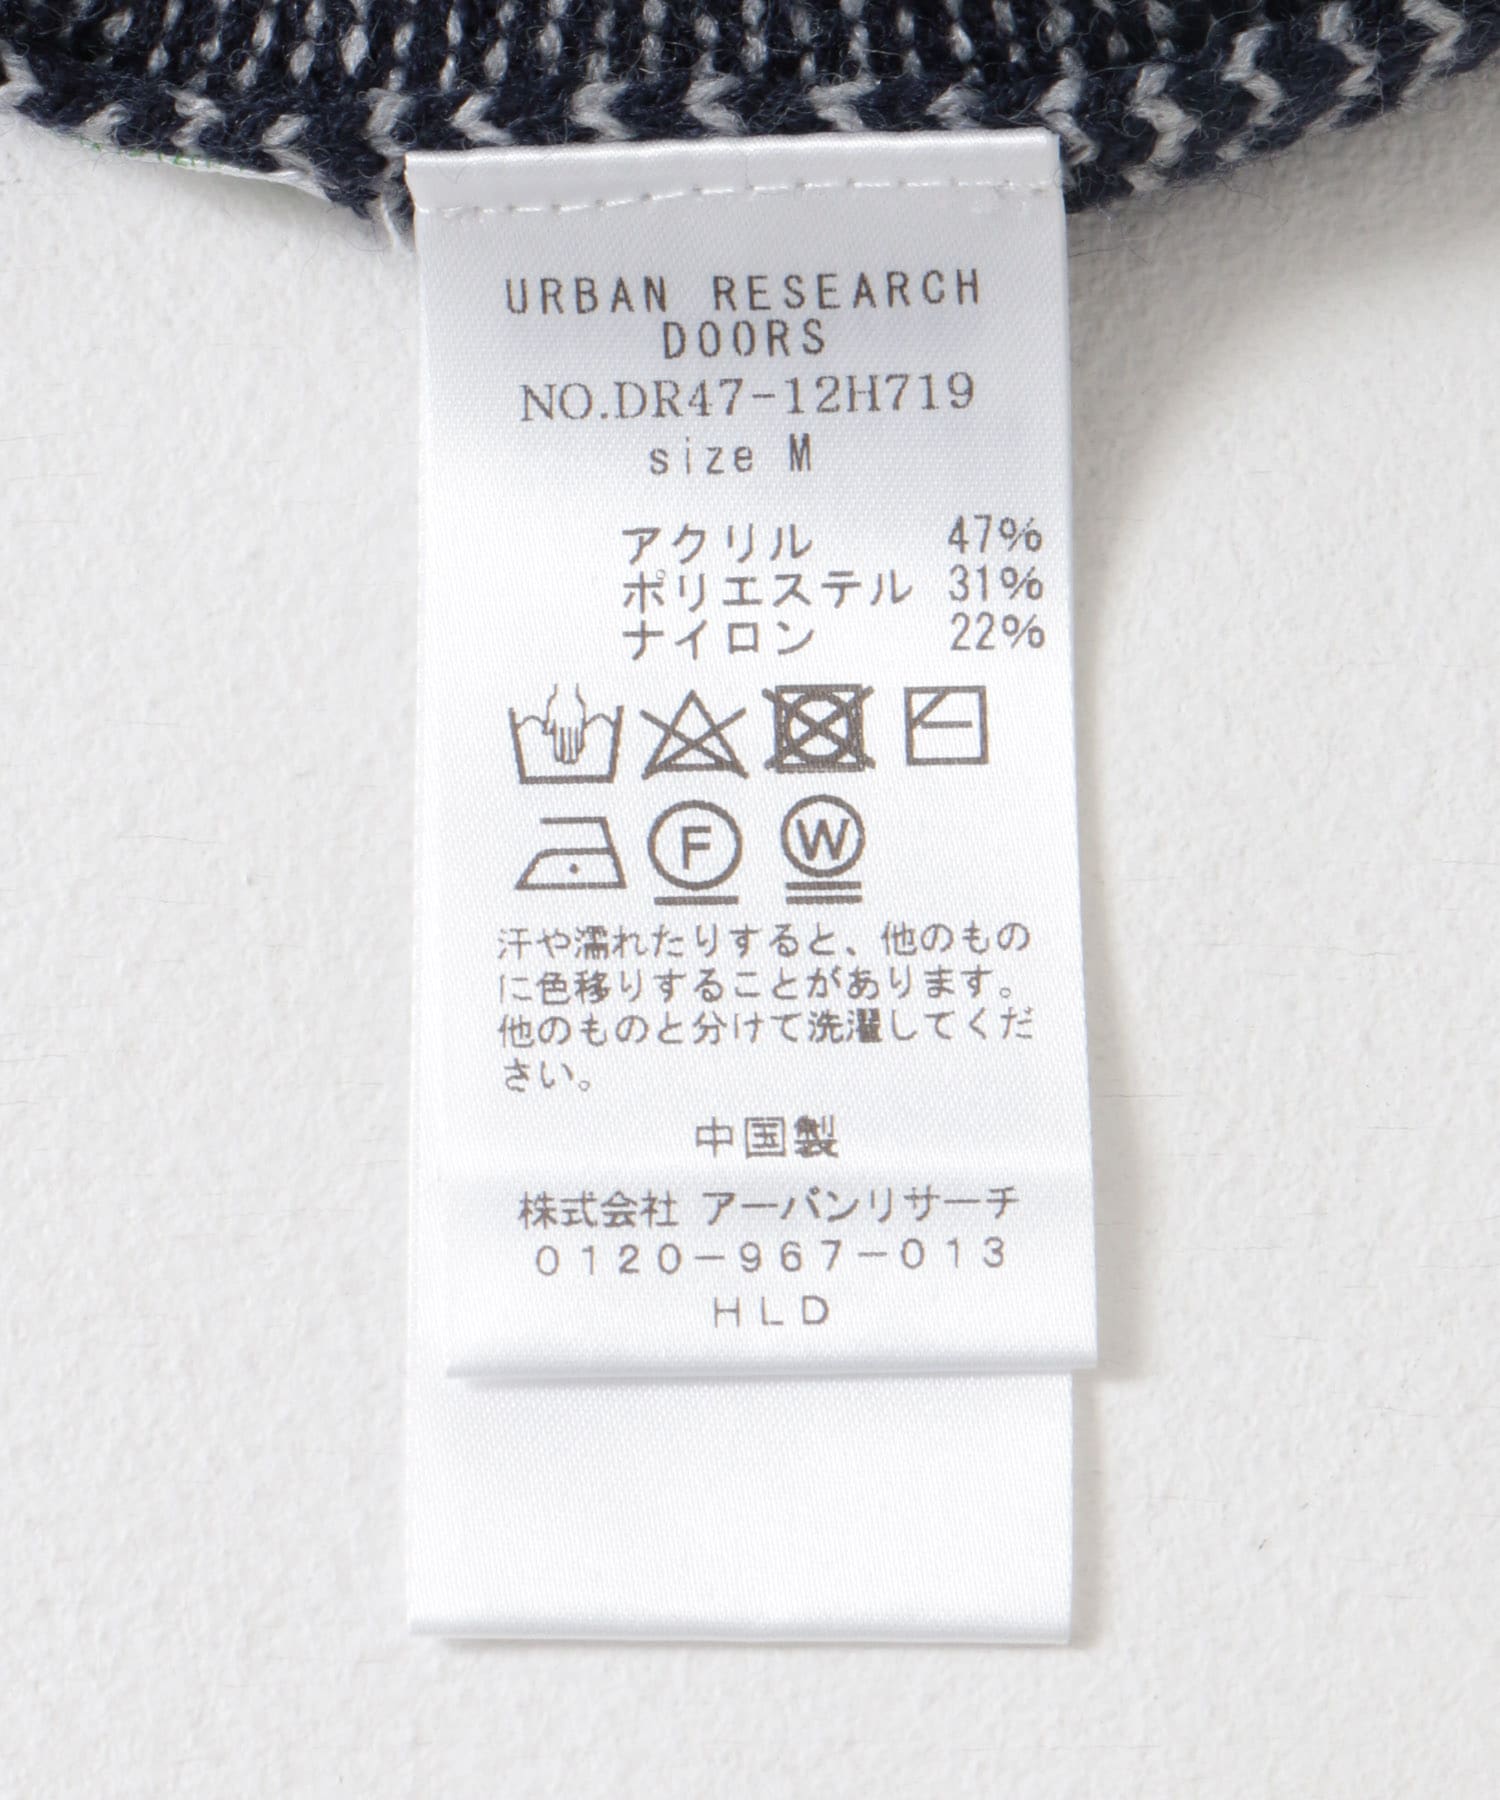 URBAN RESEARCH
DOORS
NO.DR47-12H719
size M
アクリル 47%
ポリエステル 31%
ナイロン 22%
F W
汗や濡れたりすると、他のもの
に色移りすることがあります。
他のものと分けて洗濯してくだ
さい。
中国製
株式会社 アーバンリサーチ
0120-967-013
HLD